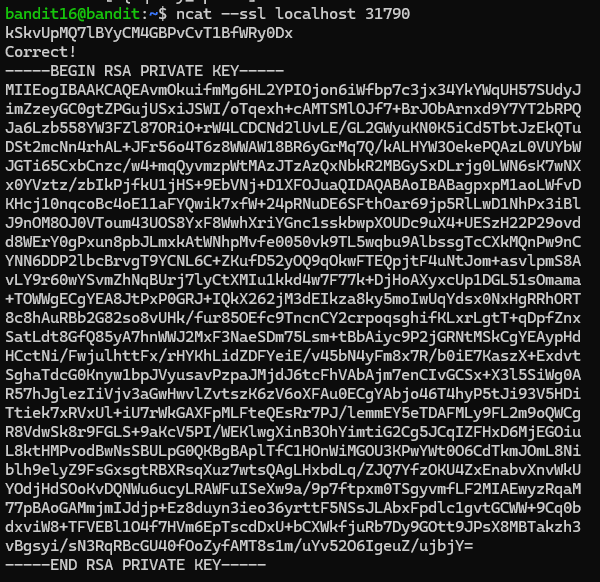 bandit16@bandit:~$ ncat --ssl localhost 31790
kSkvUpMQ7lBYyCM4GBPvCvT1BfWRy0Dx
Correct!
-----BEGIN RSA PRIVATE KEY-----
MIIEogIBAAKCAQEAvmOkuifmMg6HL2YPIOjon6iWfbp7c3jx34YkYWqUH57SUdyJ
imZzeyGC0gtZPGujUSxiJSWI/oTqexh+cAMTSMlOJf7+BrJObArnxd9Y7YT2bRPQ
Ja6Lzb558YW3FZl87ORiO+rW4LCDCNd2lUvLE/GL2GWyuKN0K5iCd5TbtJzEkQTu
DSt2mcNn4rhAL+JFr56o4T6z8WWAW18BR6yGrMq7Q/kALHYW3OekePQAzL0VUYbW
JGTi65CxbCnzc/w4+mqQyvmzpWtMAzJTzAzQxNbkR2MBGySxDLrjg0LWN6sK7wNX
x0YVztz/zbIkPjfkU1jHS+9EbVNj+D1XFOJuaQIDAQABAoIBABagpxpM1aoLWfvD
KHcj10nqcoBc4oE11aFYQwik7xfW+24pRNuDE6SFthOar69jp5RlLwD1NhPx3iBl
J9nOM8OJ0VToum43UOS8YxF8WwhXriYGnc1sskbwpXOUDc9uX4+UESzH22P29ovd
d8WErY0gPxun8pbJLmxkAtWNhpMvfe0050vk9TL5wqbu9AlbssgTcCXkMQnPw9nC
YNN6DDP2lbcBrvgT9YCNL6C+ZKufD52yOQ9qOkwFTEQpjtF4uNtJom+asvlpmS8A
vLY9r60wYSvmZhNqBUrj7lyCtXMIu1kkd4w7F77k+DjHoAXyxcUp1DGL51sOmama
+TOWWgECgYEA8JtPxP0GRJ+IQkX262jM3dEIkza8ky5moIwUqYdsx0NxHgRRhORT
8c8hAuRBb2G82so8vUHk/fur85OEfc9TncnCY2crpoqsghifKLxrLgtT+qDpfZnx
SatLdt8GfQ85yA7hnWWJ2MxF3NaeSDm75Lsm+tBbAiyc9P2jGRNtMSkCgYEAypHd
HCctNi/FwjulhttFx/rHYKhLidZDFYeiE/v45bN4yFm8x7R/b0iE7KaszX+Exdvt
SghaTdcG0Knyw1bpJVyusavPzpaJMjdJ6tcFhVAbAjm7enCIvGCSx+X3l5SiWg0A
R57hJglezIiVjv3aGwHwvlZvtszK6zV6oXFAu0ECgYAbjo46T4hyP5tJi93V5HDi
Ttiek7xRVxUl+iU7rWkGAXFpMLFteQEsRr7PJ/lemmEY5eTDAFMLy9FL2m9oQWCg
R8VdwSk8r9FGLS+9aKcV5PI/WEKlwgXinB3OhYimtiG2Cg5JCqIZFHxD6MjEGOiu
L8ktHMPvodBwNsSBULpG0QKBgBAplTfC1HOnWiMGOU3KPwYWt0O6CdTkmJOmL8Ni
blh9elyZ9FsGxsgtRBXRsqXuz7wtsQAgLHxbdLq/ZJQ7YfzOKU4ZxEnabvXnvWkU
YOdjHdSOoKvDQNWu6ucyLRAWFuISeXw9a/9p7ftpxm0TSgyvmfLF2MIAEwyzRqaM
77pBAoGAMmjmIJdjp+Ez8duyn3ieo36yrttF5NSsJLAbxFpdlc1gvtGCWW+9Cq0b
dxviW8+TFVEBl1O4f7HVm6EpTscdDxU+bCXWkfjuRb7Dy9GOtt9JPsX8MBTakzh3
vBgsyi/sN3RqRBcGU40fOoZyfAMT8s1m/uYv52O6IgeuZ/ujbjY=
-----END RSA PRIVATE KEY-----